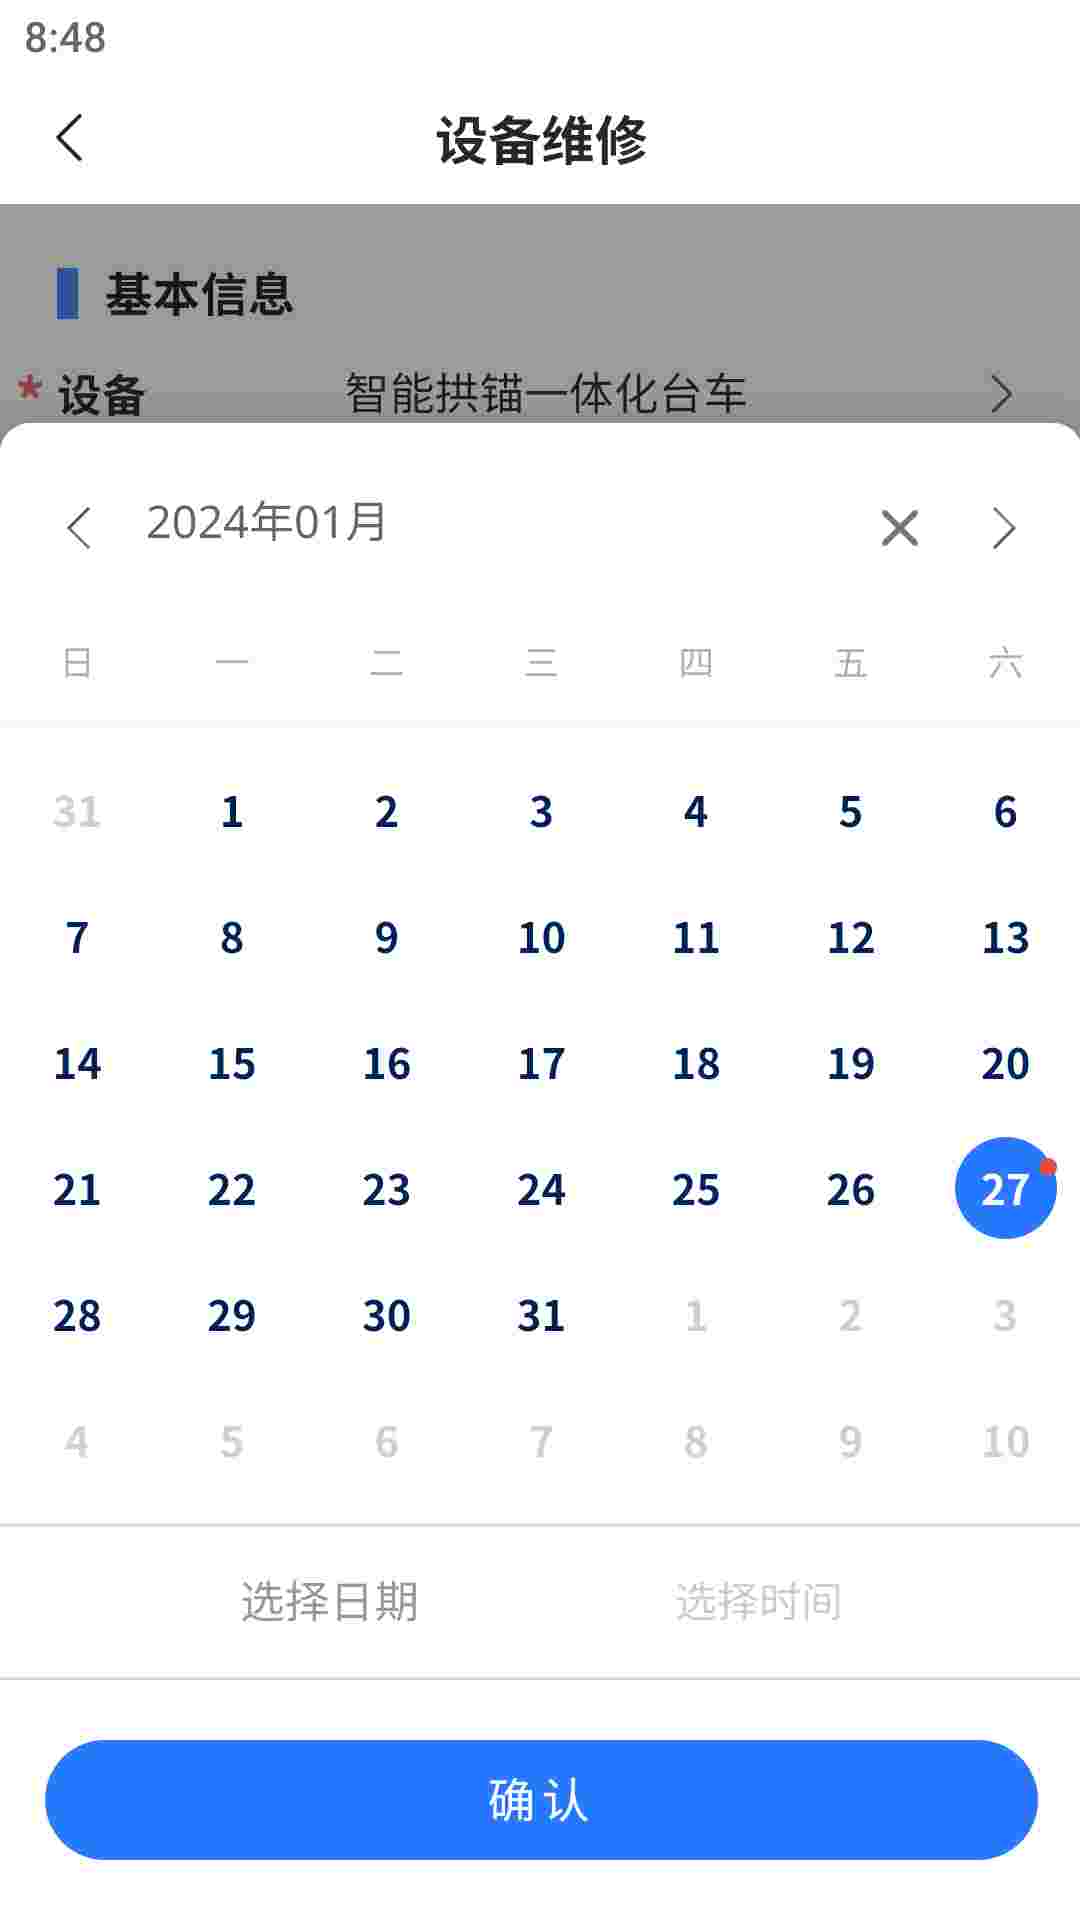 8:48
设备维修
基本信息
* 设备 智能拱锚一体化台车
2024年01月
日 一 二 三 四 五 六
31 1 2 3 4 5 6
7 8 9 10 11 12 13
14 15 16 17 18 19 20
21 22 23 24 25 26 27
28 29 30 31 1 2 3
4 5 6 7 8 9 10
选择日期 选择时间
确认